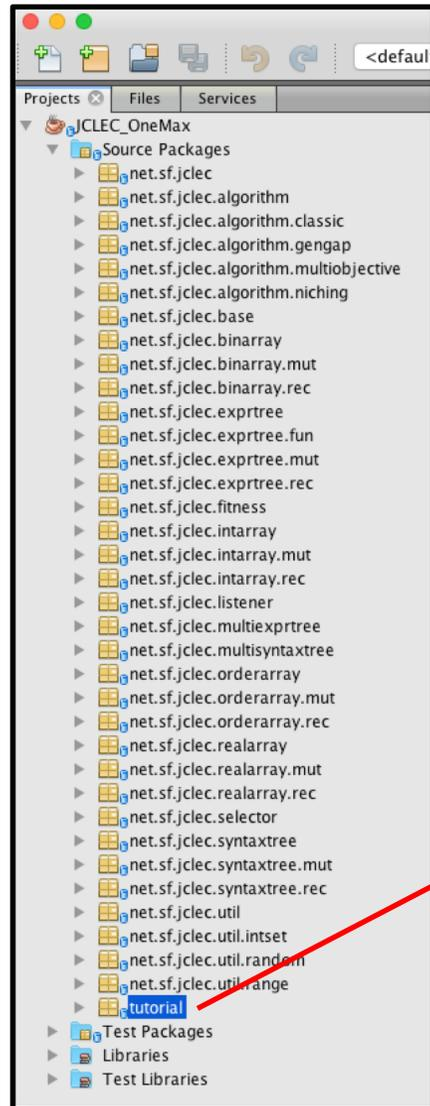 <default
Projects Files Services
JCLEC_OneMax
Source Packages
net.sf.jclec
net.sf.jclec.algorithm
net.sf.jclec.algorithm.classic
net.sf.jclec.algorithm.gengap
net.sf.jclec.algorithm.multiobjective
net.sf.jclec.algorithm.niching
net.sf.jclec.base
net.sf.jclec.binarray
net.sf.jclec.binarray.mut
net.sf.jclec.binarray.rec
net.sf.jclec.exprtree
net.sf.jclec.exprtree.fun
net.sf.jclec.exprtree.mut
net.sf.jclec.exprtree.rec
net.sf.jclec.fitness
net.sf.jclec.intarray
net.sf.jclec.intarray.mut
net.sf.jclec.intarray.rec
net.sf.jclec.listener
net.sf.jclec.multiexprtree
net.sf.jclec.multisyntaxtree
net.sf.jclec.orderarray
net.sf.jclec.orderarray.mut
net.sf.jclec.orderarray.rec
net.sf.jclec.realarray
net.sf.jclec.realarray.mut
net.sf.jclec.realarray.rec
net.sf.jclec.selector
net.sf.jclec.syntaxtree
net.sf.jclec.syntaxtree.mut
net.sf.jclec.syntaxtree.rec
net.sf.jclec.util
net.sf.jclec.util.intset
net.sf.jclec.util.random
net.sf.jclec.util.range
tutorial
Test Packages
Libraries
Test Libraries